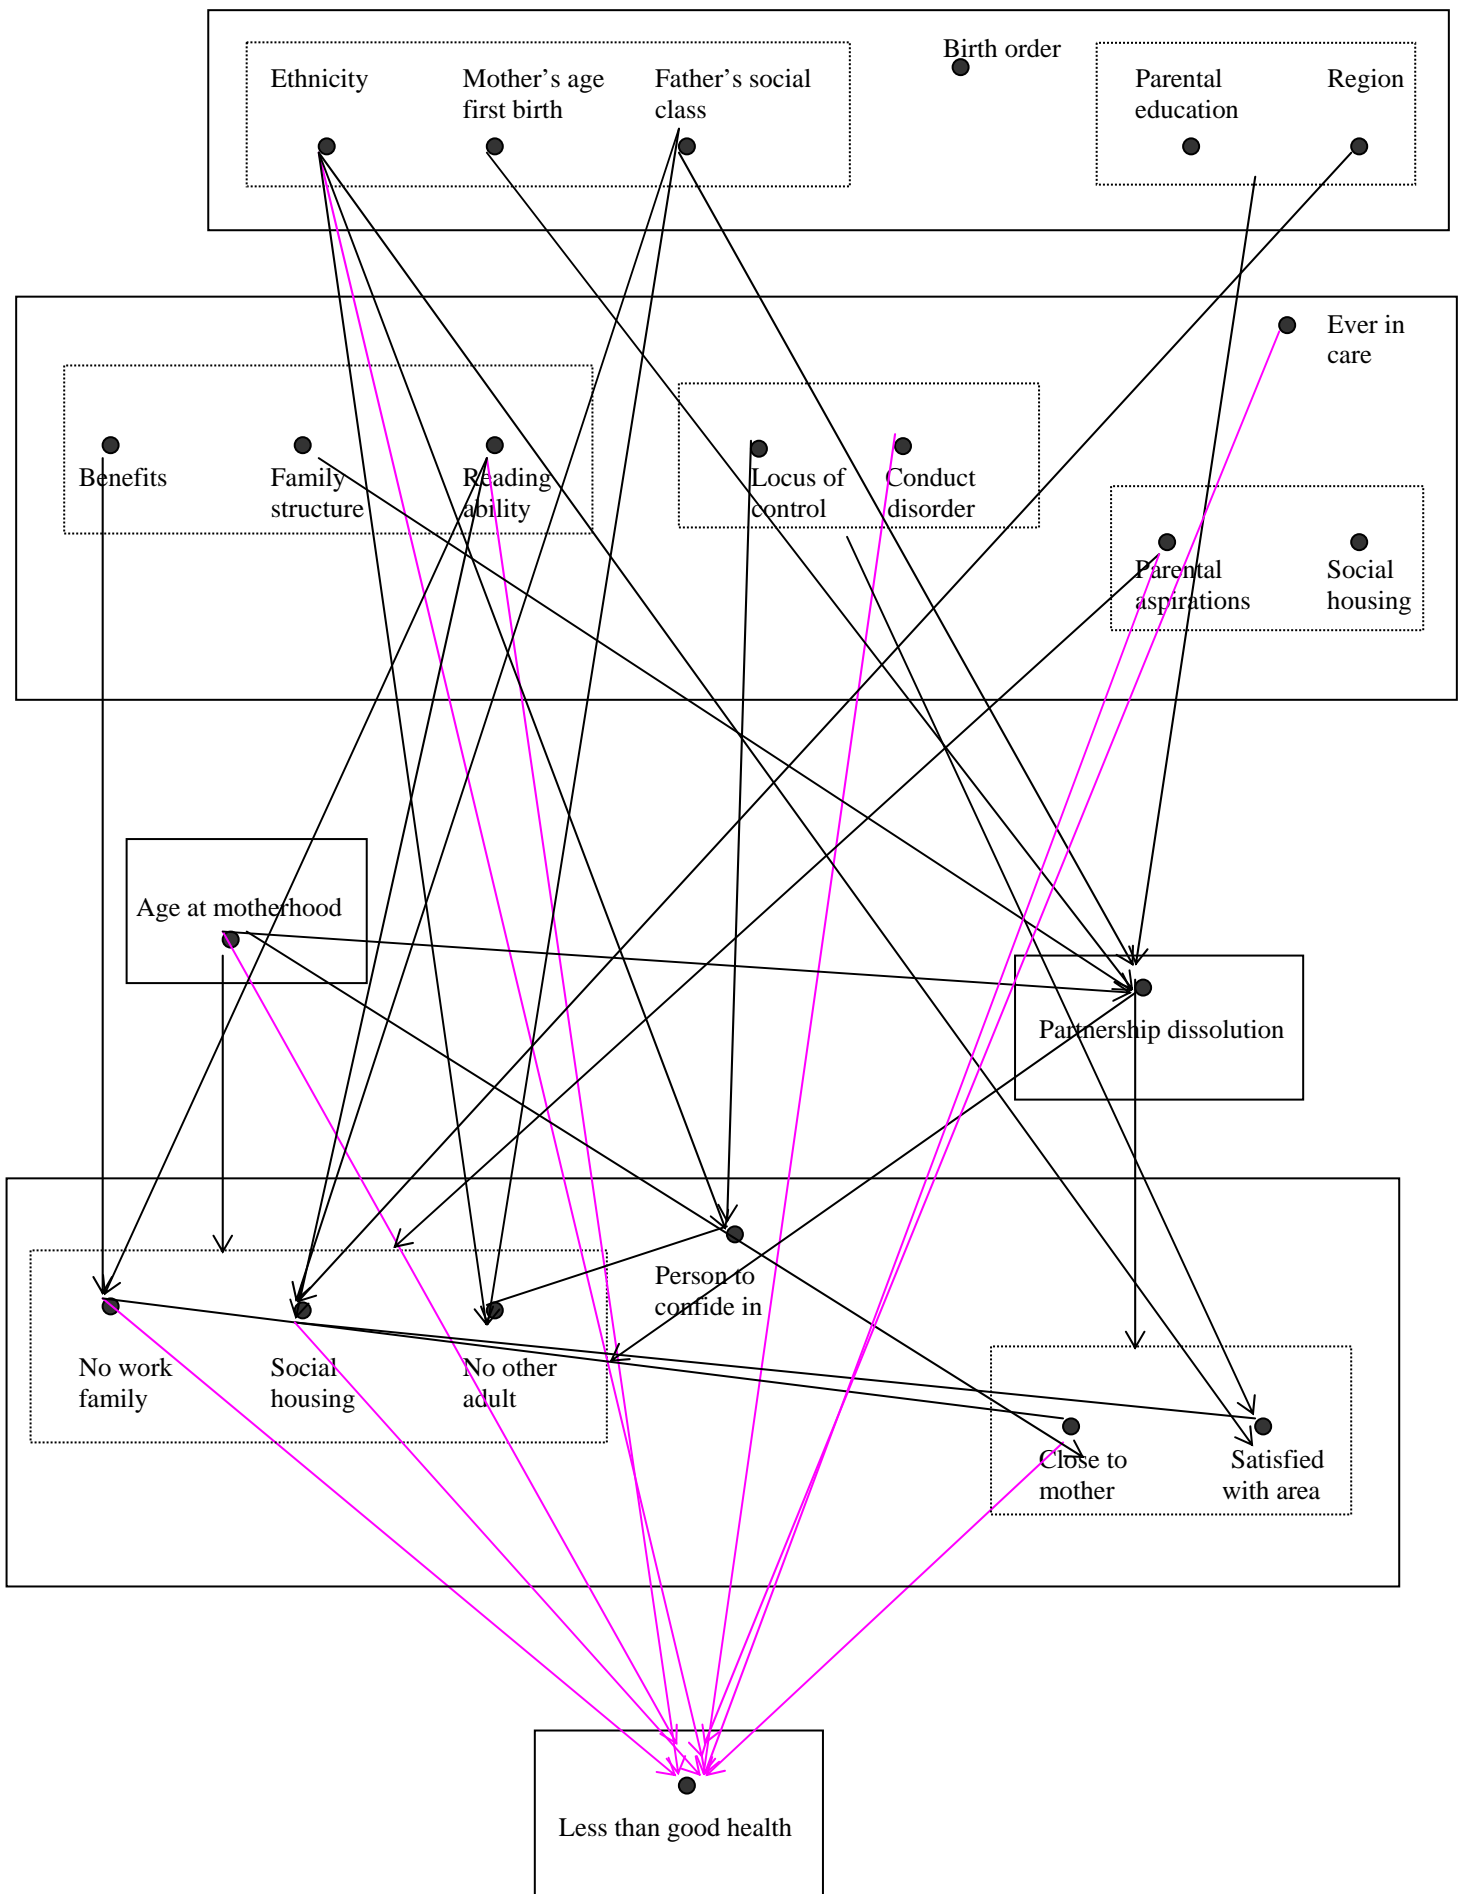 Birth order
Ethnicity
Mother’s age
first birth
Father’s social
class
Parental
education
Region
Ever in
care
Benefits
Family
structure
Reading
ability
Locus of
control
Conduct
disorder
Parental
aspirations
Social
housing
Age at motherhood
Partnership dissolution
Person to
confide in
No work
family
Social
housing
No other
adult
Close to
mother
Satisfied
with area
Less than good health